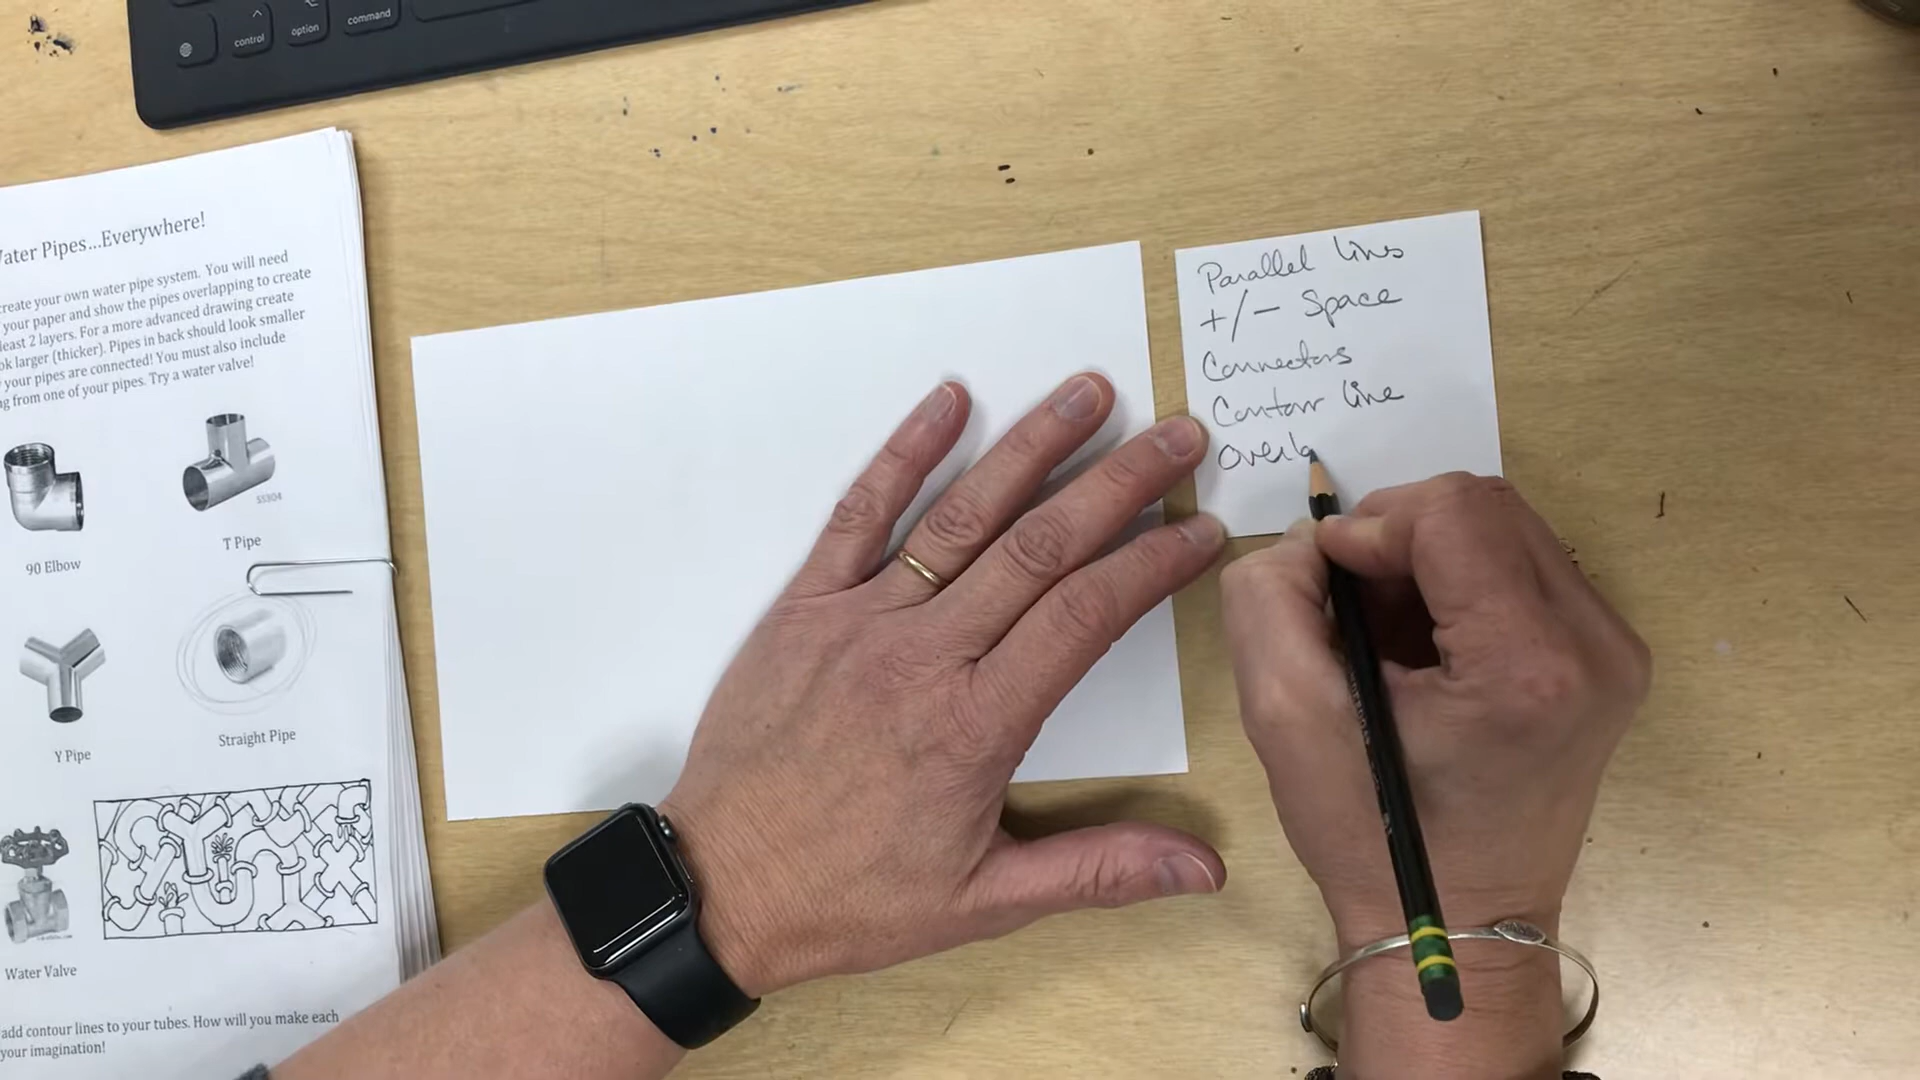 control
option
command
ater Pipes...Everywhere!
create your own water pipe system. You will need
your paper and show the pipes overlapping to create
least 2 layers. For a more advanced drawing create
ok larger (thicker). Pipes in back should look smaller
your pipes are connected! You must also include
g from one of your pipes. Try a water valve!
SS304
90 Elbow
T Pipe
Y Pipe
Straight Pipe
Water Valve
add contour lines to your tubes. How will you make each
your imagination!
Parallel lines
+/- Space
Connectors
Contour line
Overla